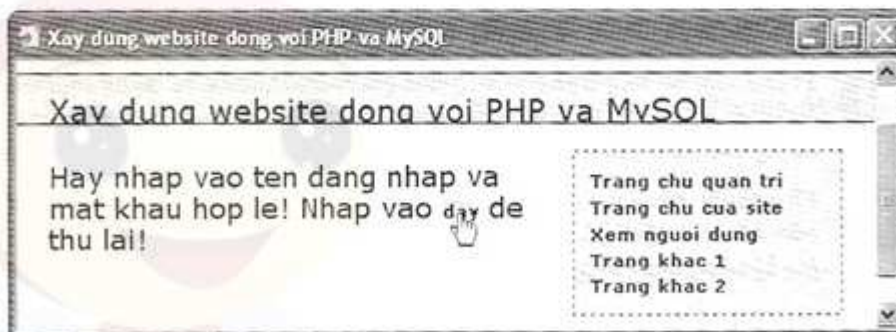 Xay dung website dong voi PHP va MySQL
Xay dung website dong voi PHP va MySQL
Hay nhap vao ten dang nhap va
mat khau hop le! Nhap vao day de
thu lai!
Trang chu quan tri
Trang chu cua site
Xem nguoi dung
Trang khac 1
Trang khac 2